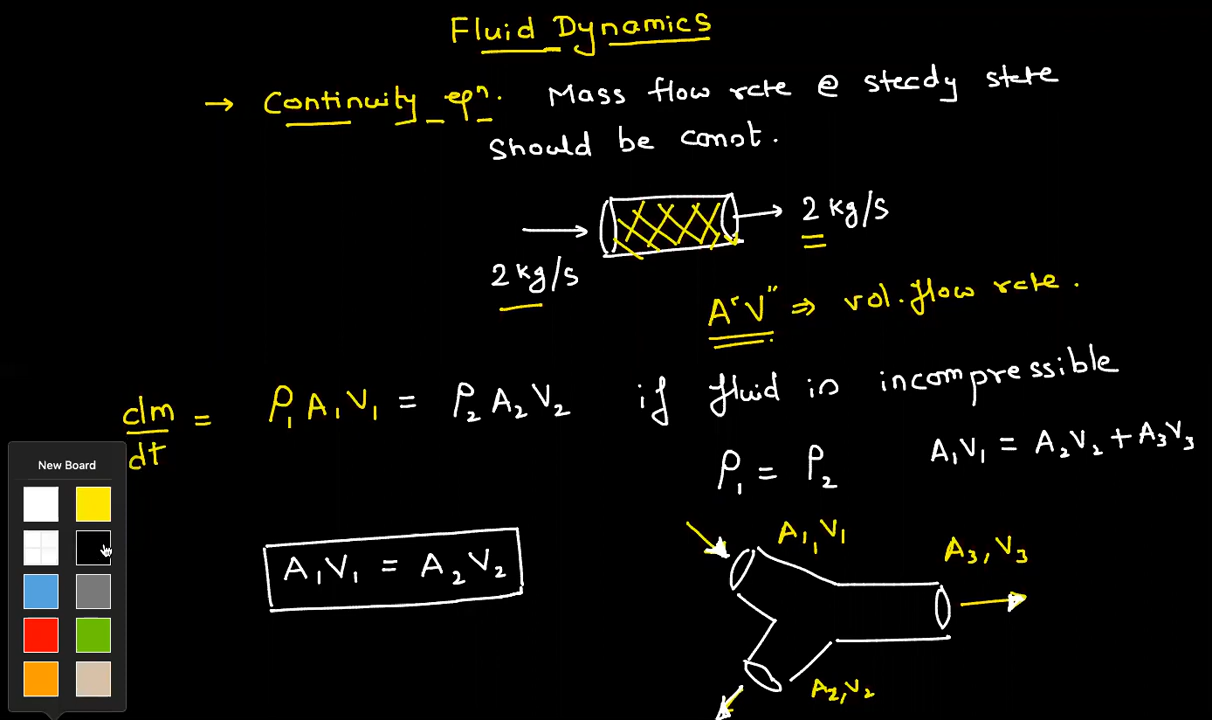 Fluid Dynamics
→ Continuity eqⁿ. Mass flow rate @ steady state
should be const.
2 kg/s
2 kg/s
AV ⇒ vol. flow rate.
dm/dt = ρ₁A₁V₁ = ρ₂A₂V₂ if fluid is incompressible
ρ₁ = ρ₂
A₁V₁ = A₂V₂ + A₃V₃
New Board
A₁V₁ = A₂V₂
A₁, V₁
A₃, V₃
A₂, V₂